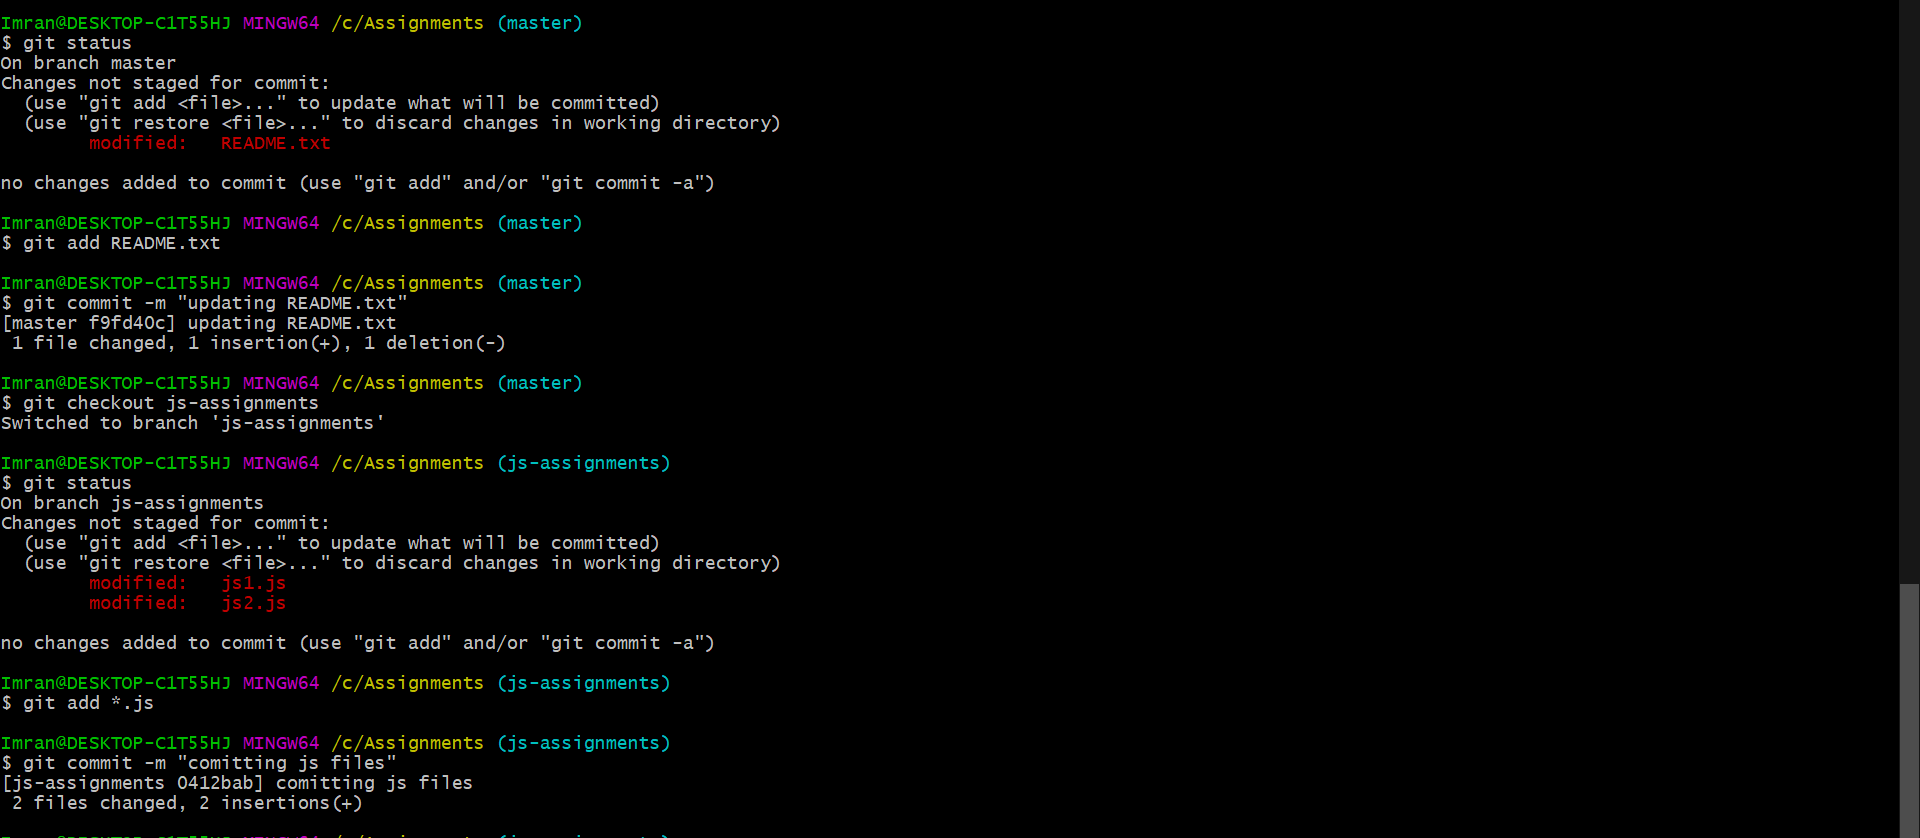 Imran@DESKTOP-C1T55HJ MINGW64 /c/Assignments (master)
$ git status
On branch master
Changes not staged for commit:
  (use "git add <file>..." to update what will be committed)
  (use "git restore <file>..." to discard changes in working directory)
        modified:   README.txt

no changes added to commit (use "git add" and/or "git commit -a")

Imran@DESKTOP-C1T55HJ MINGW64 /c/Assignments (master)
$ git add README.txt

Imran@DESKTOP-C1T55HJ MINGW64 /c/Assignments (master)
$ git commit -m "updating README.txt"
[master f9fd40c] updating README.txt
 1 file changed, 1 insertion(+), 1 deletion(-)

Imran@DESKTOP-C1T55HJ MINGW64 /c/Assignments (master)
$ git checkout js-assignments
Switched to branch 'js-assignments'

Imran@DESKTOP-C1T55HJ MINGW64 /c/Assignments (js-assignments)
$ git status
On branch js-assignments
Changes not staged for commit:
  (use "git add <file>..." to update what will be committed)
  (use "git restore <file>..." to discard changes in working directory)
        modified:   js1.js
        modified:   js2.js

no changes added to commit (use "git add" and/or "git commit -a")

Imran@DESKTOP-C1T55HJ MINGW64 /c/Assignments (js-assignments)
$ git add *.js

Imran@DESKTOP-C1T55HJ MINGW64 /c/Assignments (js-assignments)
$ git commit -m "comitting js files"
[js-assignments 0412bab] comitting js files
 2 files changed, 2 insertions(+)